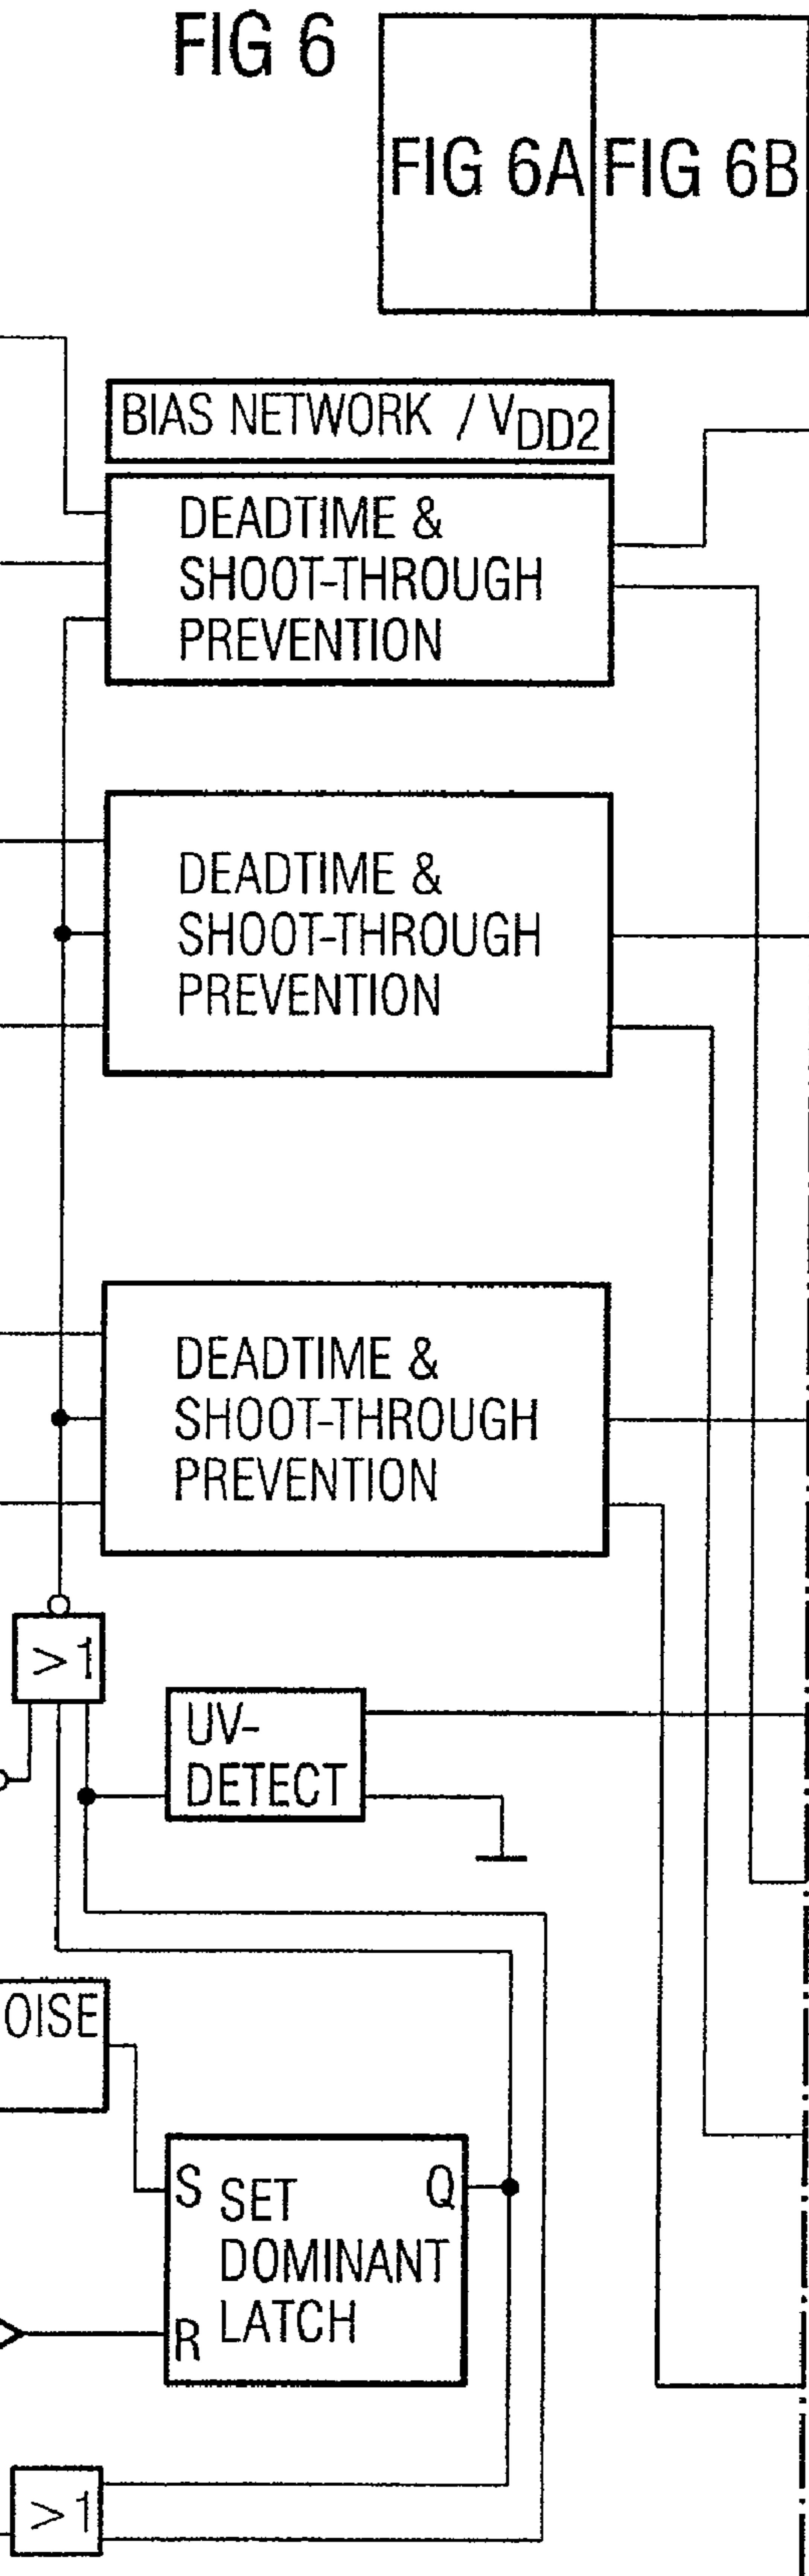 FIG 6
FIG 6A FIG 6B
BIAS NETWORK / VDD2
DEADTIME &
SHOOT-THROUGH
PREVENTION
DEADTIME &
SHOOT-THROUGH
PREVENTION
DEADTIME &
SHOOT-THROUGH
PREVENTION
>1
UV-
DETECT
OISE
S SET Q
DOMINANT
R LATCH
>1